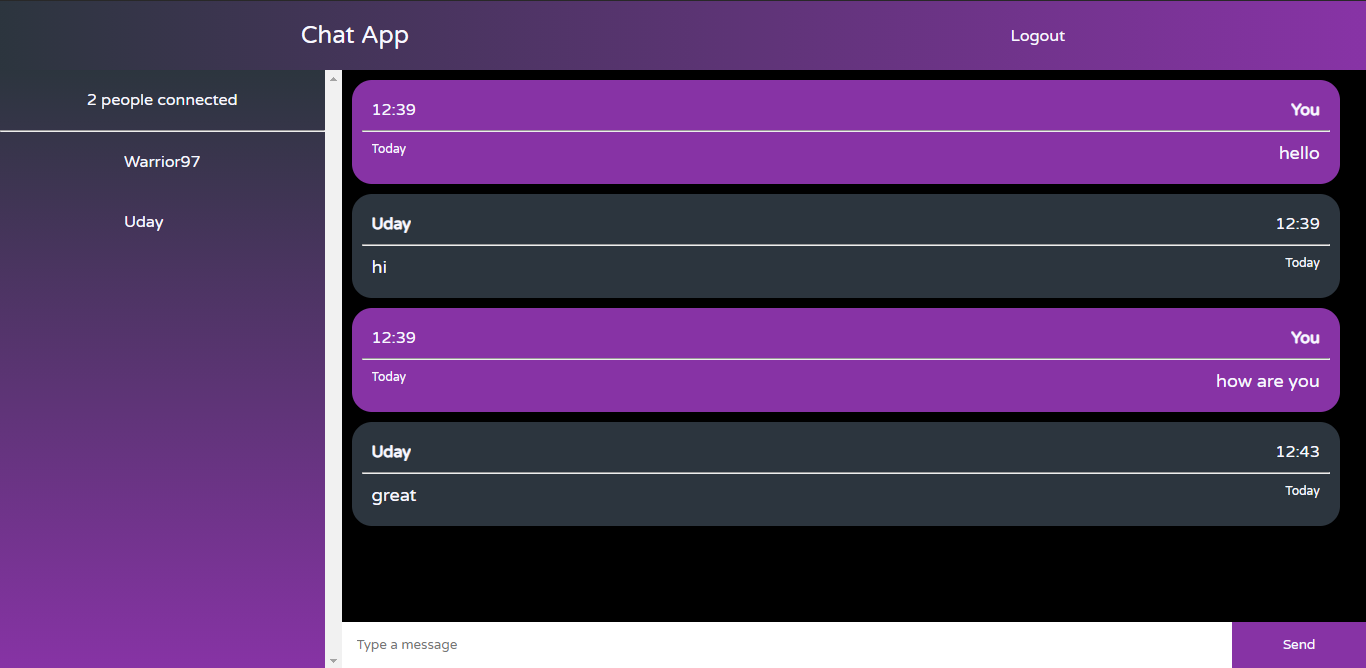 Chat App
Logout
2 people connected
Warrior97
Uday
12:39 You
Today hello
Uday 12:39
hi Today
12:39 You
Today how are you
Uday 12:43
great Today
Type a message
Send